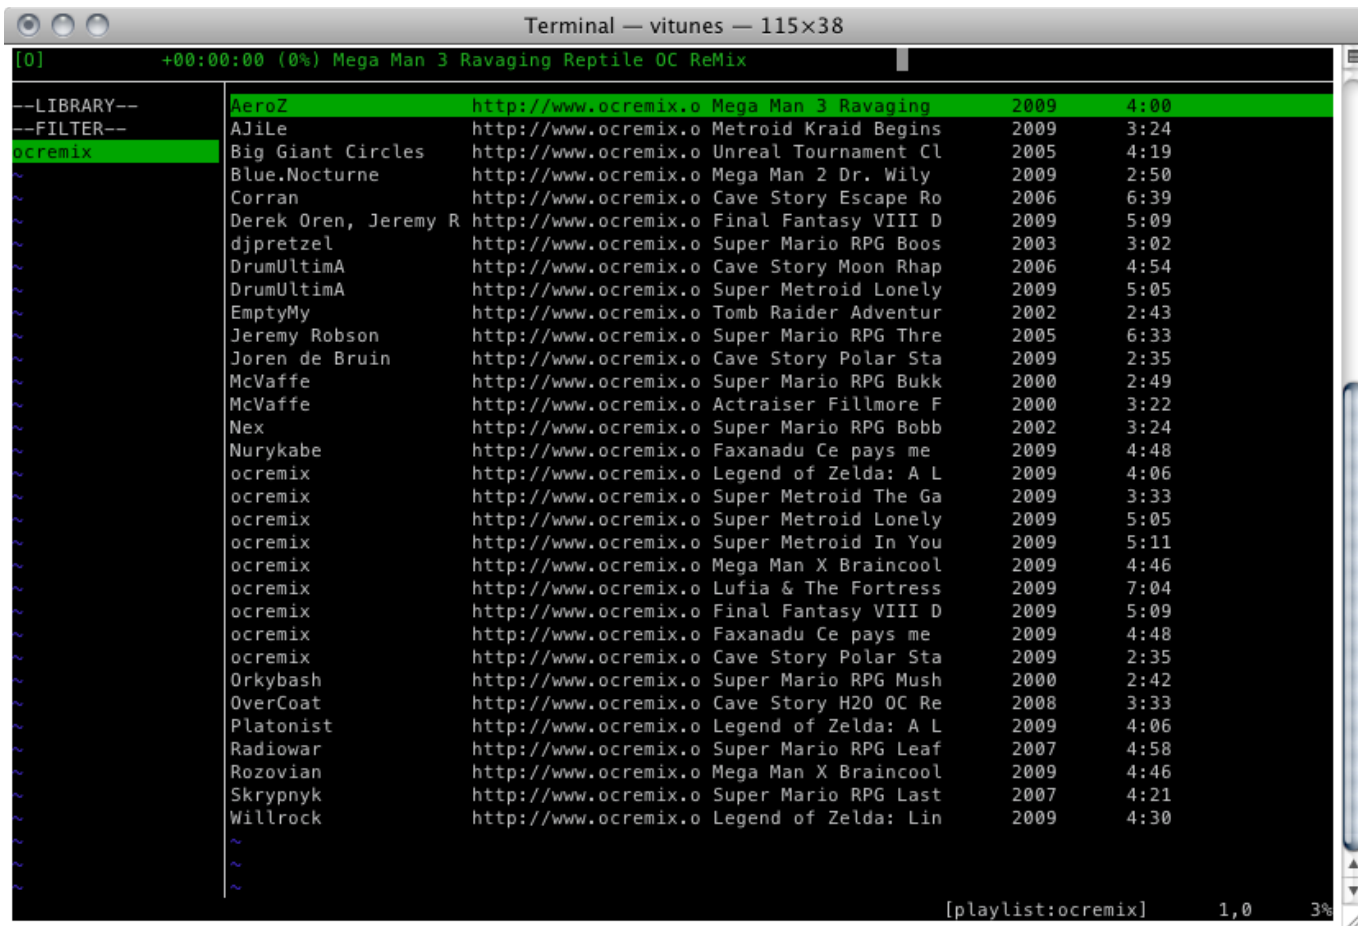 Terminal — vitunes — 115×38
[O] +00:00:00 (0%) Mega Man 3 Ravaging Reptile OC ReMix
--LIBRARY-- AeroZ http://www.ocremix.o Mega Man 3 Ravaging 2009 4:00
--FILTER-- AJiLe http://www.ocremix.o Metroid Kraid Begins 2009 3:24
ocremix Big Giant Circles http://www.ocremix.o Unreal Tournament Cl 2005 4:19
~ Blue.Nocturne http://www.ocremix.o Mega Man 2 Dr. Wily 2009 2:50
~ Corran http://www.ocremix.o Cave Story Escape Ro 2006 6:39
~ Derek Oren, Jeremy R http://www.ocremix.o Final Fantasy VIII D 2009 5:09
~ djpretzel http://www.ocremix.o Super Mario RPG Boos 2003 3:02
~ DrumUltimA http://www.ocremix.o Cave Story Moon Rhap 2006 4:54
~ DrumUltimA http://www.ocremix.o Super Metroid Lonely 2009 5:05
~ EmptyMy http://www.ocremix.o Tomb Raider Adventur 2002 2:43
~ Jeremy Robson http://www.ocremix.o Super Mario RPG Thre 2005 6:33
~ Joren de Bruin http://www.ocremix.o Cave Story Polar Sta 2009 2:35
~ McVaffe http://www.ocremix.o Super Mario RPG Bukk 2000 2:49
~ McVaffe http://www.ocremix.o Actraiser Fillmore F 2000 3:22
~ Nex http://www.ocremix.o Super Mario RPG Bobb 2002 3:24
~ Nurykabe http://www.ocremix.o Faxanadu Ce pays me 2009 4:48
~ ocremix http://www.ocremix.o Legend of Zelda: A L 2009 4:06
~ ocremix http://www.ocremix.o Super Metroid The Ga 2009 3:33
~ ocremix http://www.ocremix.o Super Metroid Lonely 2009 5:05
~ ocremix http://www.ocremix.o Super Metroid In You 2009 5:11
~ ocremix http://www.ocremix.o Mega Man X Braincool 2009 4:46
~ ocremix http://www.ocremix.o Lufia & The Fortress 2009 7:04
~ ocremix http://www.ocremix.o Final Fantasy VIII D 2009 5:09
~ ocremix http://www.ocremix.o Faxanadu Ce pays me 2009 4:48
~ ocremix http://www.ocremix.o Cave Story Polar Sta 2009 2:35
~ Orkybash http://www.ocremix.o Super Mario RPG Mush 2000 2:42
~ OverCoat http://www.ocremix.o Cave Story H2O OC Re 2008 3:33
~ Platonist http://www.ocremix.o Legend of Zelda: A L 2009 4:06
~ Radiowar http://www.ocremix.o Super Mario RPG Leaf 2007 4:58
~ Rozovian http://www.ocremix.o Mega Man X Braincool 2009 4:46
~ Skrypnyk http://www.ocremix.o Super Mario RPG Last 2007 4:21
~ Willrock http://www.ocremix.o Legend of Zelda: Lin 2009 4:30
~ ~
~ ~
~ ~
[playlist:ocremix] 1,0 3%